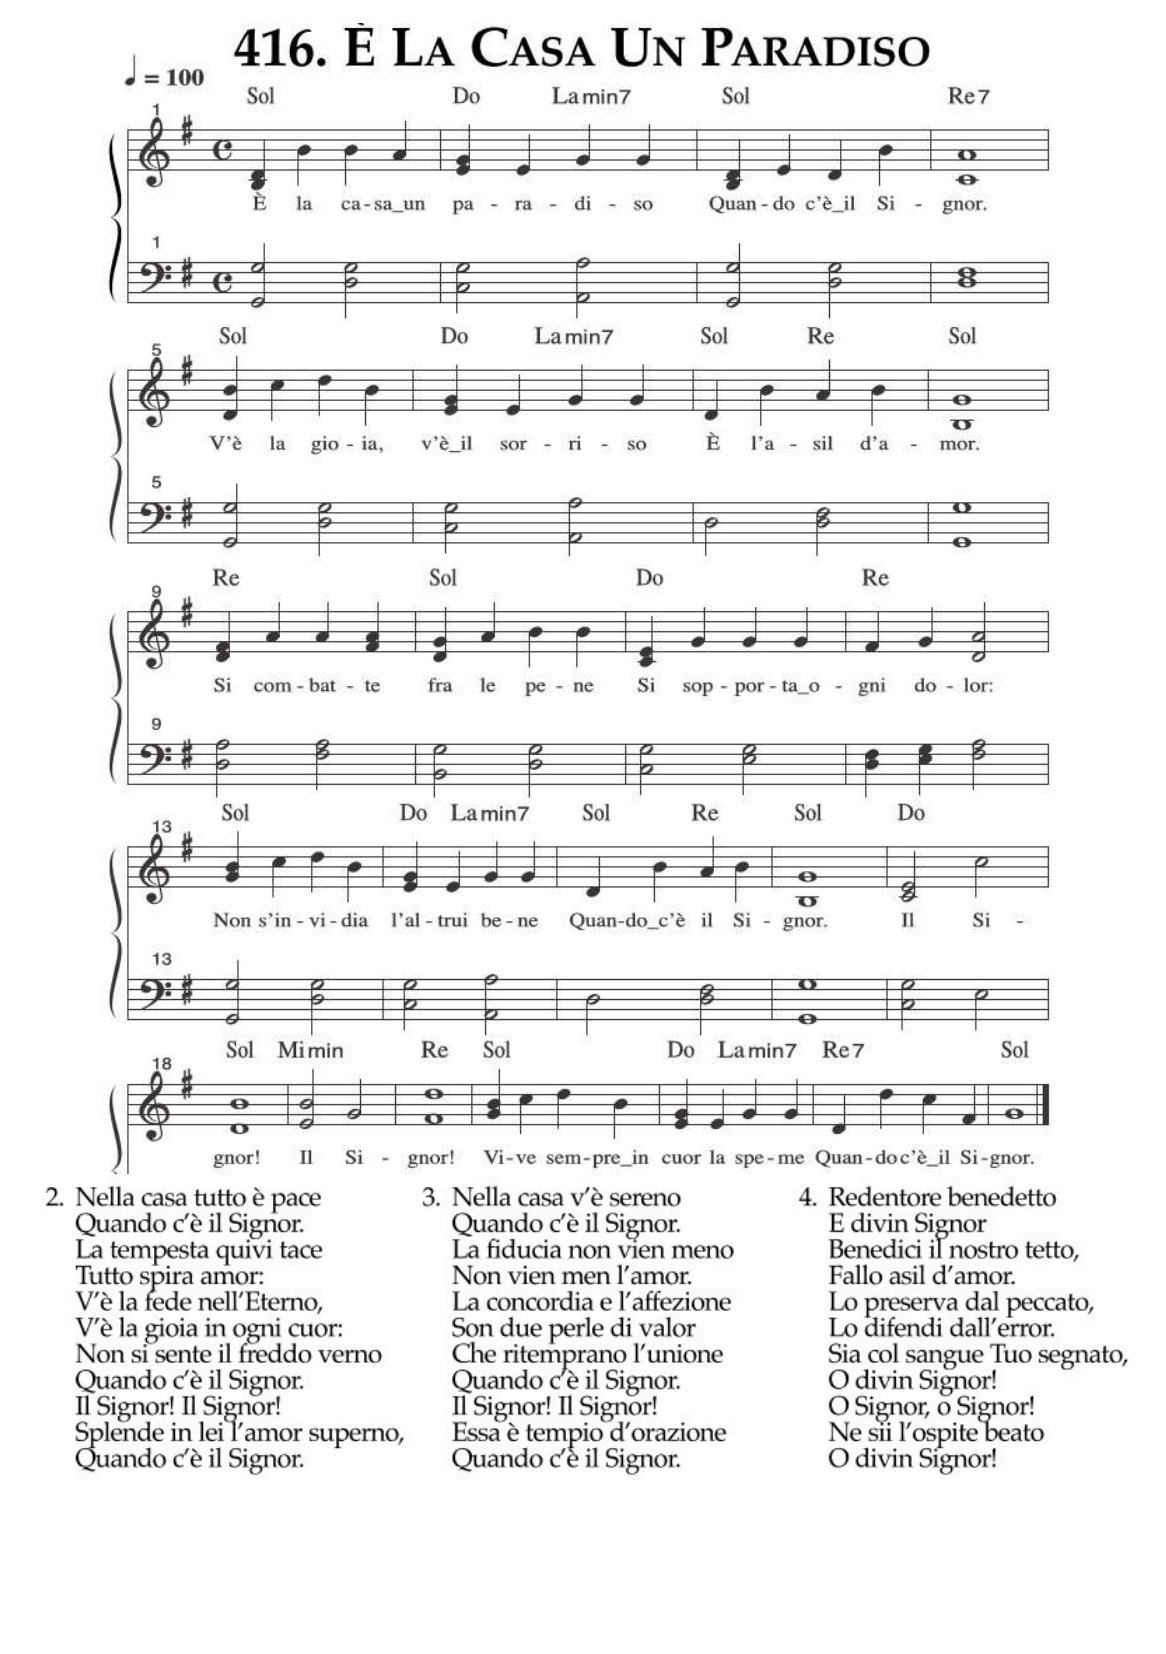 416. È La Casa Un Paradiso
♩ = 100
Sol Do Lamin7 Sol Re7
1
È la ca-sa_un pa - ra - di - so Quan - do c'è_il Si - gnor.
1
Sol Do Lamin7 Sol Re Sol
5
V'è la gio - ia, v'è_il sor - ri - so È l'a - sil d'a - mor.
5
Re Sol Do Re
9
Si com - bat - te fra le pe - ne Si sop - por - ta_o - gni do - lor:
9
Sol Do Lamin7 Sol Re Sol Do
13
Non s'in - vi - dia l'al - trui be - ne Quan-do_c'è il Si - gnor. Il Si -
13
Sol Mimin Re Sol Do Lamin7 Re7 Sol
18
gnor! Il Si - gnor! Vi-ve sem-pre_in cuor la spe-me Quan-do c'è_il Si-gnor.
2. Nella casa tutto è pace
Quando c'è il Signor.
La tempesta quivi tace
Tutto spira amor:
V'è la fede nell'Eterno,
V'è la gioia in ogni cuor:
Non si sente il freddo verno
Quando c'è il Signor.
Il Signor! Il Signor!
Splende in lei l'amor superno,
Quando c'è il Signor.
3. Nella casa v'è sereno
Quando c'è il Signor.
La fiducia non vien meno
Non vien men l'amor.
La concordia e l'affezione
Son due perle di valor
Che ritemprano l'unione
Quando c'è il Signor.
Il Signor! Il Signor!
Essa è tempio d'orazione
Quando c'è il Signor.
4. Redentore benedetto
E divin Signor
Benedici il nostro tetto,
Fallo asil d'amor.
Lo preserva dal peccato,
Lo difendi dall'error.
Sia col sangue Tuo segnato,
O divin Signor!
O Signor, o Signor!
Ne sii l'ospite beato
O divin Signor!